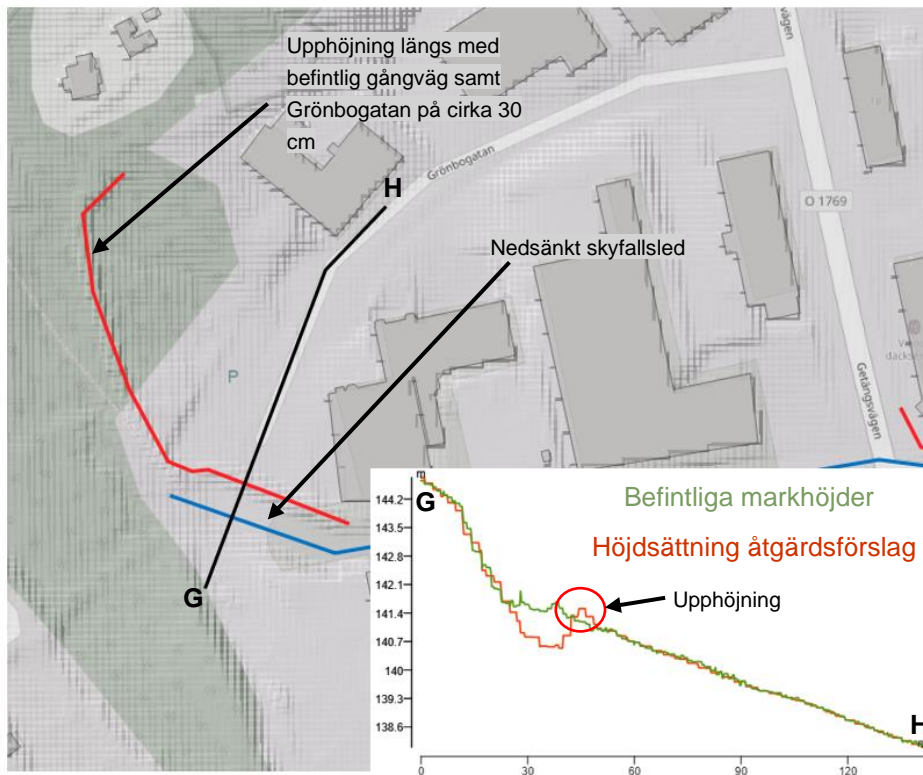 Upphöjning längs med
befintlig gångväg samt
Grönbogatan på cirka 30
cm
H
Grönbogatan
O 1769
Nedsänkt skyfallsled
P
Getängsvägen
G
m
G
144.2
143.5
142.8
142.1
141.4
140.7
140
139.3
138.6
Befintliga markhöjder
Höjdsättning åtgärdsförslag
Upphöjning
H
0
30
60
90
120